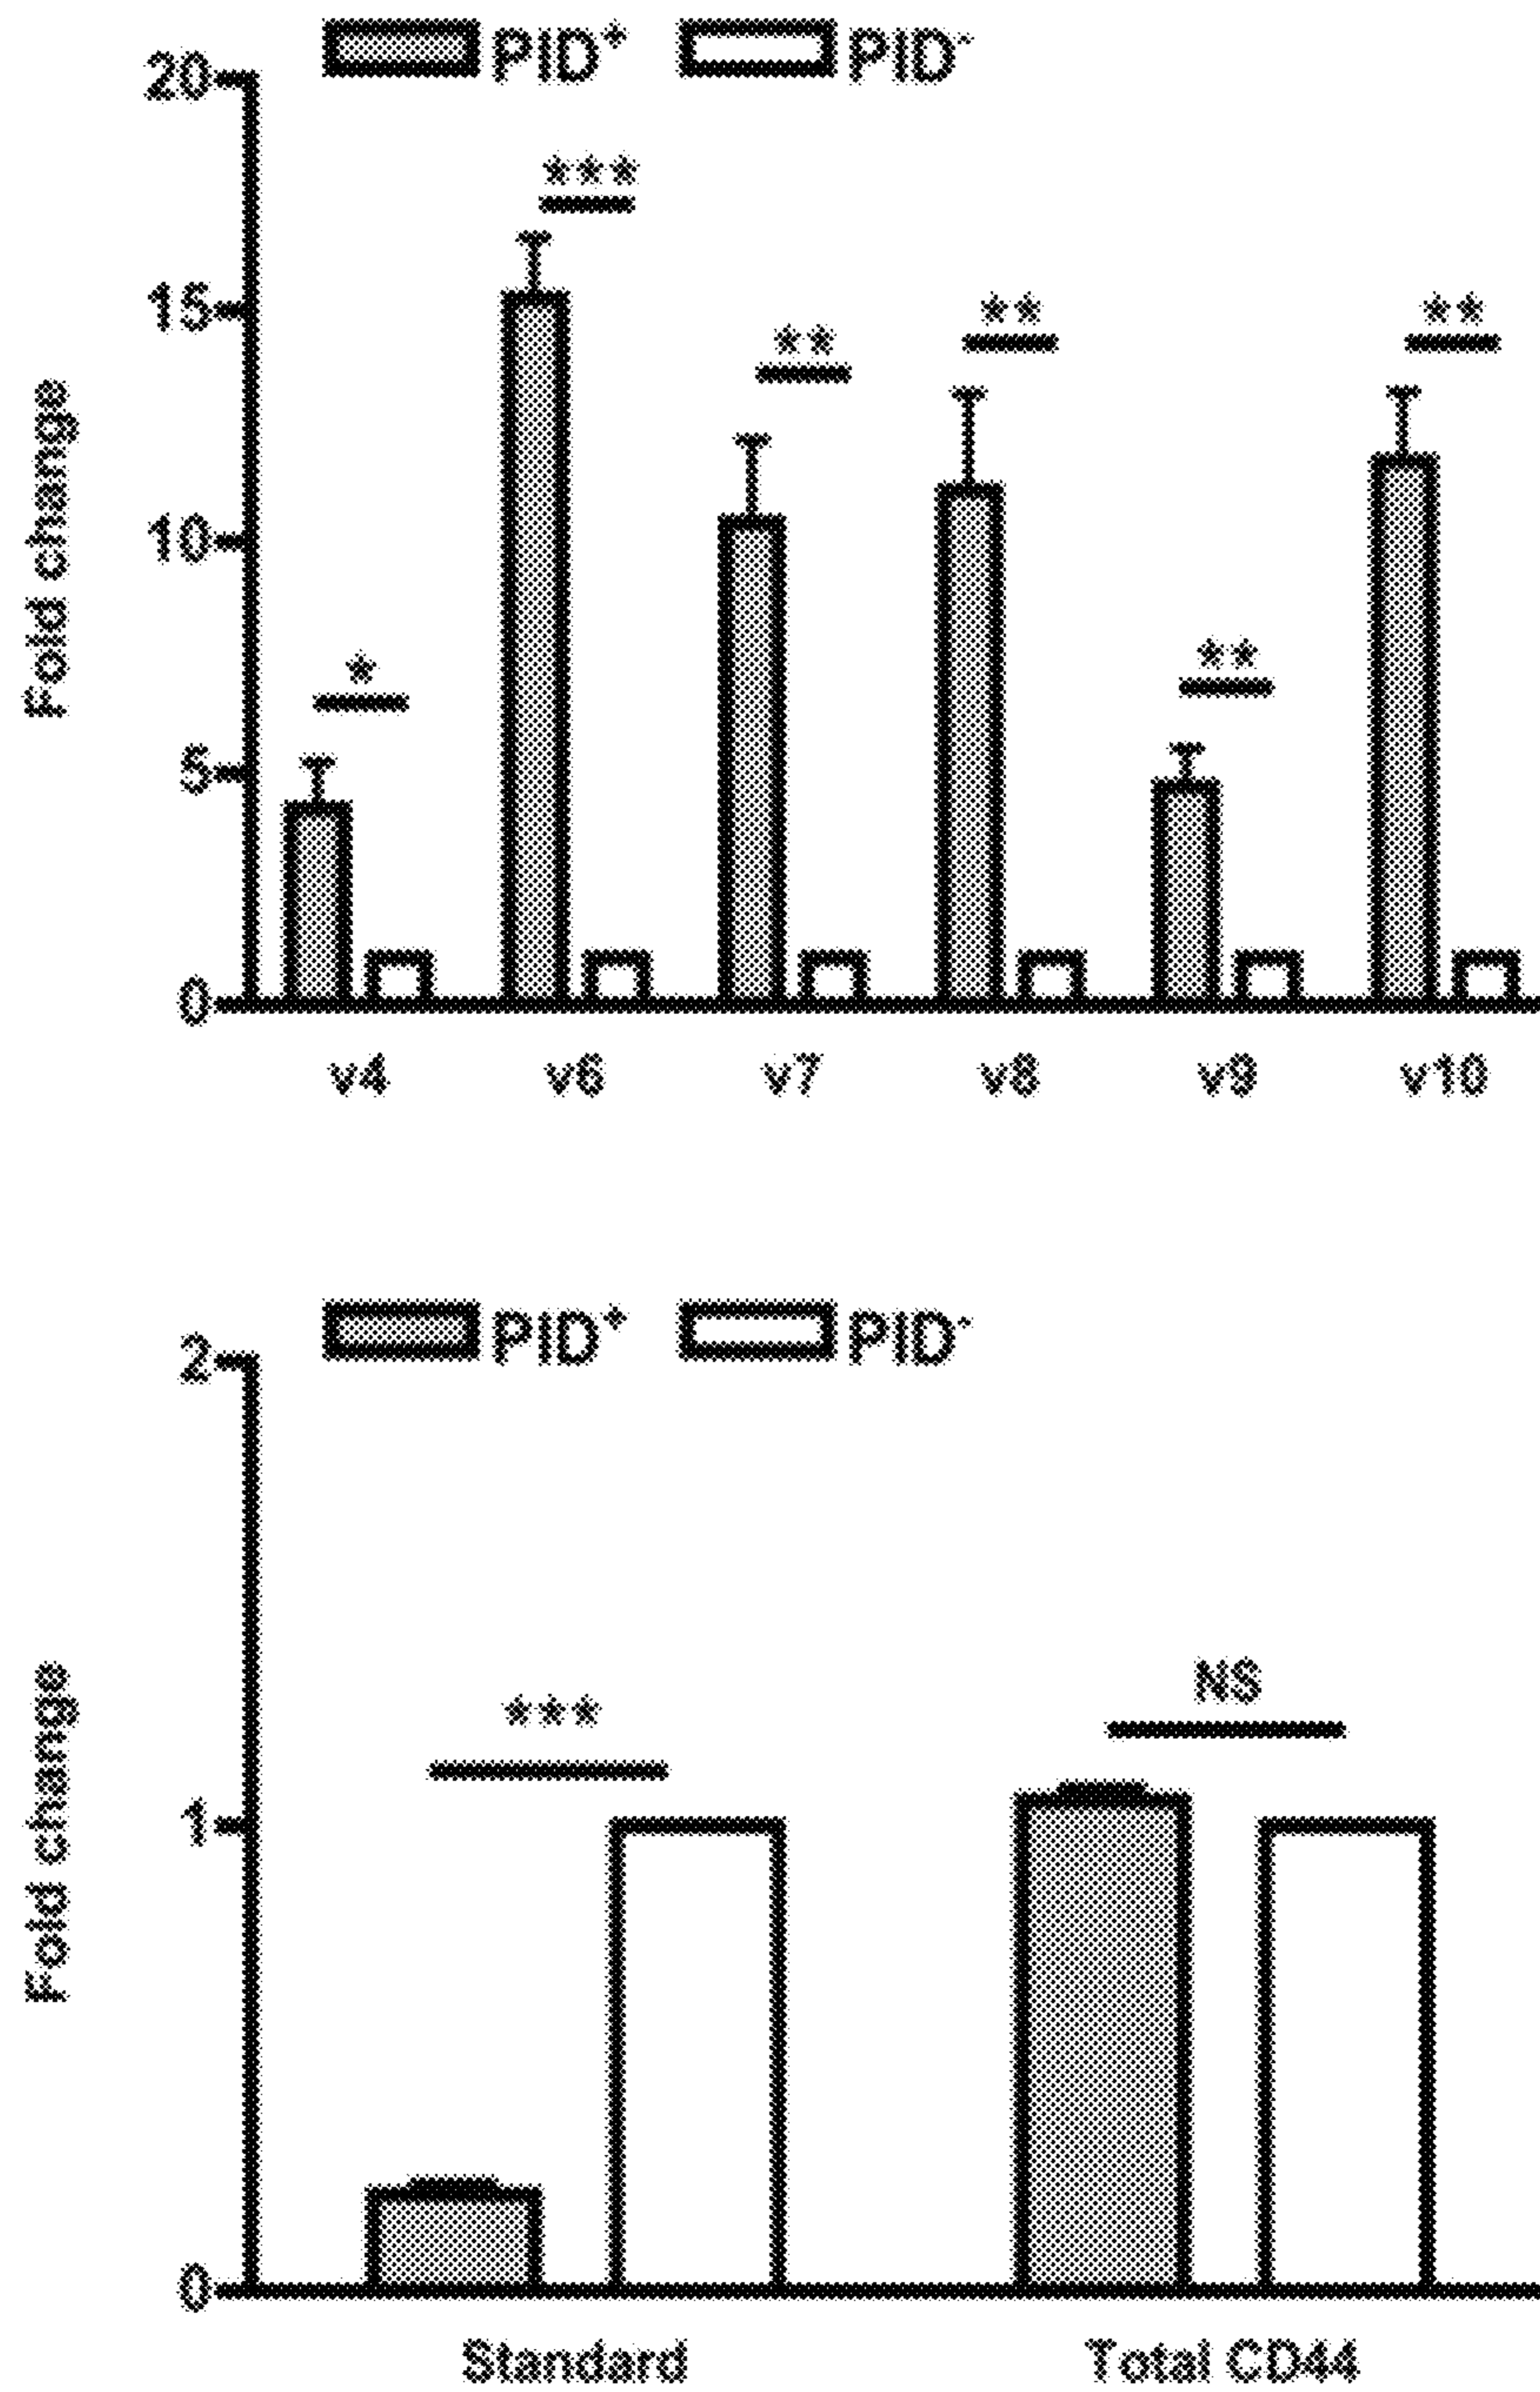 PID⁺ PID⁻
20
15
10
5
0
Fold change
***
**
**
**
*
**
v4 v6 v7 v8 v9 v10
PID⁺ PID⁻
2
1
0
Fold change
***
NS
Standard Total CD44